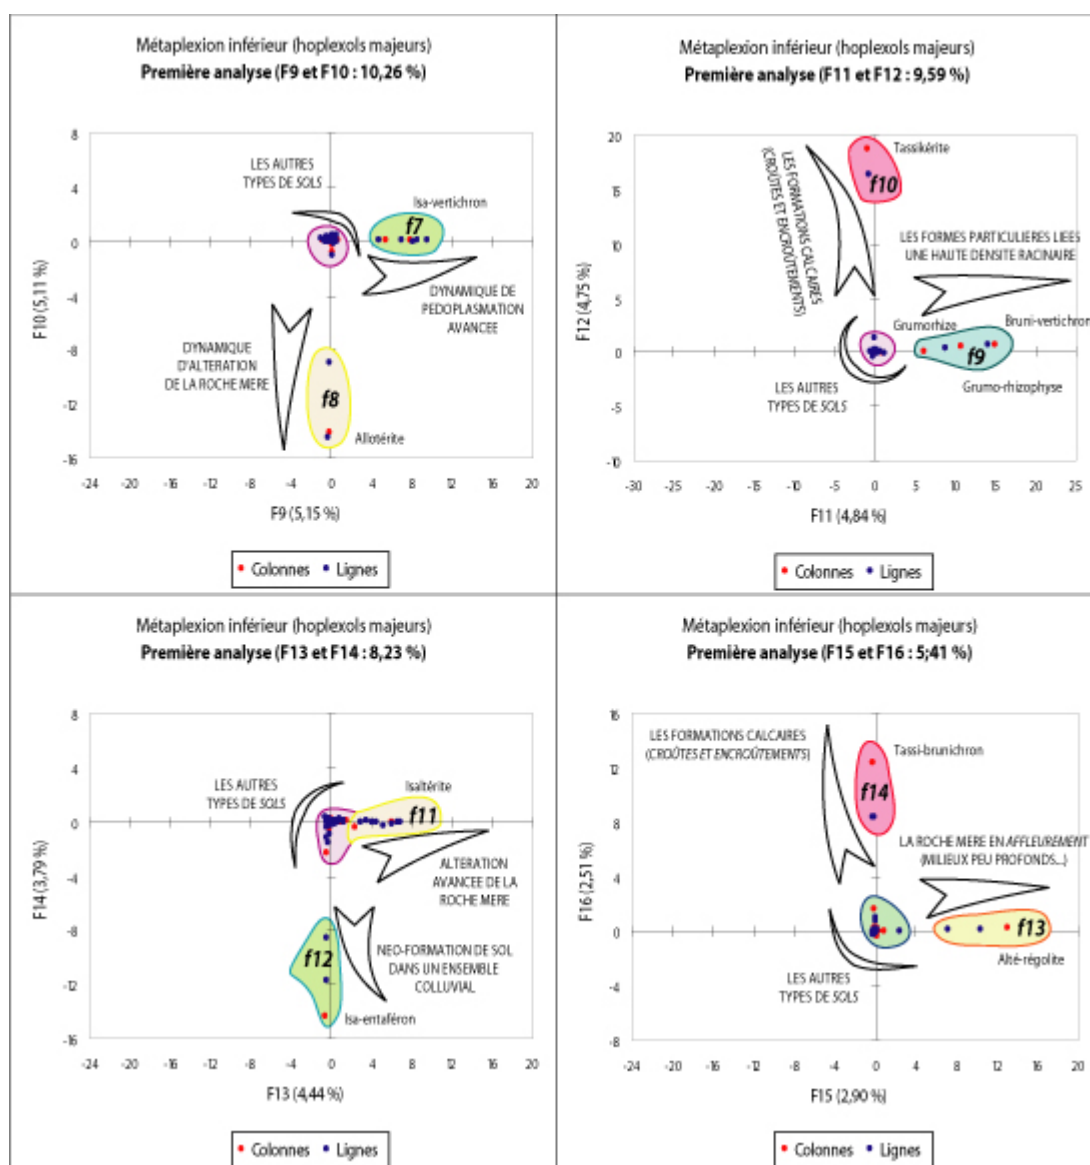 Métaplexion inférieur (hoplexols majeurs)
Première analyse (F9 et F10 : 10,26 %)
8
4
0
-4
-8
-12
-16
F10 (5,11 %)
LES AUTRES
TYPES DE SOLS
Isa-vertichron
f7
DYNAMIQUE DE
PEDOPLASMATION
AVANCEE
DYNAMIQUE
D'ALTERATION
DE LA ROCHE MERE
f8
Allotérite
-24 -20 -16 -12 -8 -4 0 4 8 12 16 20
F9 (5,15 %)
Colonnes Lignes
Métaplexion inférieur (hoplexols majeurs)
Première analyse (F11 et F12 : 9,59 %)
20
15
10
5
0
-5
-10
F12 (4,75 %)
LES FORMATIONS CALCAIRES
(CROÛTES ET ENCROÛTEMENTS)
Tassikérite
f10
LES FORMES PARTICULIERES LIEES
UNE HAUTE DENSITE RACINAIRE
Grumorhize
Bruni-vertichron
f9
Grumo-rhizophyse
LES AUTRES
TYPES DE SOLS
-30 -25 -20 -15 -10 -5 0 5 10 15 20 25
F11 (4,84 %)
Colonnes Lignes
Métaplexion inférieur (hoplexols majeurs)
Première analyse (F13 et F14 : 8,23 %)
8
4
0
-4
-8
-12
-16
F14 (3,79 %)
LES AUTRES
TYPES DE SOLS
Isaltérite
f11
ALTERATION
AVANCEE DE LA
ROCHE MERE
f12
NEO-FORMATION DE SOL
DANS UN ENSEMBLE
COLLUVIAL
Isa-entaféron
-24 -20 -16 -12 -8 -4 0 4 8 12 16 20
F13 (4,44 %)
Colonnes Lignes
Métaplexion inférieur (hoplexols majeurs)
Première analyse (F15 et F16 : 5;41 %)
16
12
8
4
0
-4
-8
F16 (2,51 %)
LES FORMATIONS CALCAIRES
(CROÛTES ET ENCROÛTEMENTS)
Tassi-brunichron
f14
LA ROCHE MERE EN AFFLEUREMENT
(MILIEUX PEU PROFONDS...)
f13
Alté-régolite
LES AUTRES
TYPES DE SOLS
-24 -20 -16 -12 -8 -4 0 4 8 12 16 20
F15 (2,90 %)
Colonnes Lignes